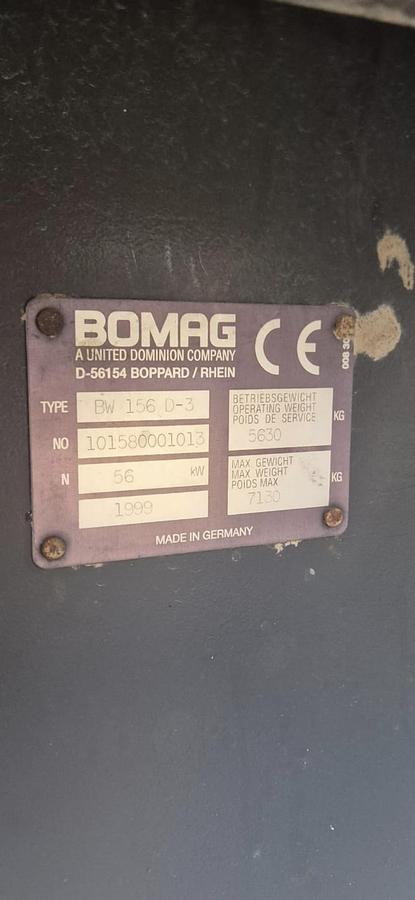 BOMAG
CE
A UNITED DOMINION COMPANY
D-56154 BOPPARD / RHEIN
TYPE BW 156 D-3
NO 101580001013
N 56 kW
1999
BETRIEBSGEWICHT
OPERATING WEIGHT
POIDS DE SERVICE
5630 KG
MAX. GEWICHT
MAX. WEIGHT
POIDS MAX
7130 KG
MADE IN GERMANY
008 30